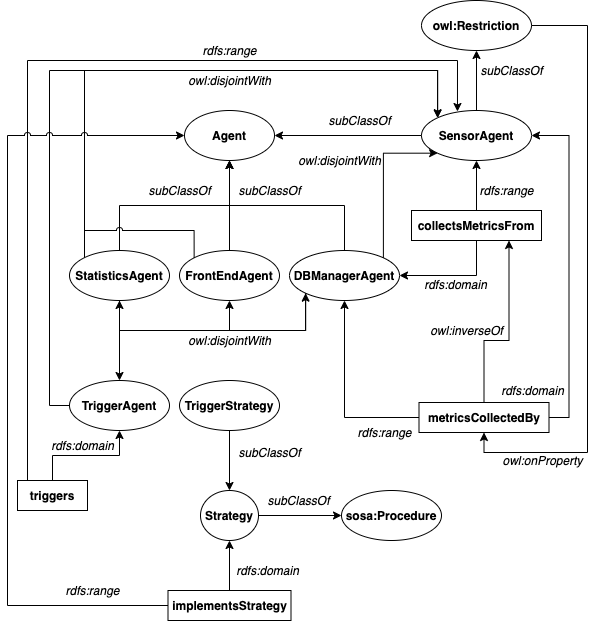 owl:Restriction
rdfs:range
subClassOf
owl:disjointWith
subClassOf
Agent
SensorAgent
owl:disjointWith
subClassOf
subClassOf
rdfs:range
collectsMetricsFrom
StatisticsAgent
FrontEndAgent
DBManagerAgent
rdfs:domain
owl:inverseOf
owl:disjointWith
rdfs:domain
TriggerAgent
TriggerStrategy
metricsCollectedBy
rdfs:range
rdfs:domain
subClassOf
owl:onProperty
triggers
subClassOf
Strategy
sosa:Procedure
rdfs:domain
rdfs:range
implementsStrategy